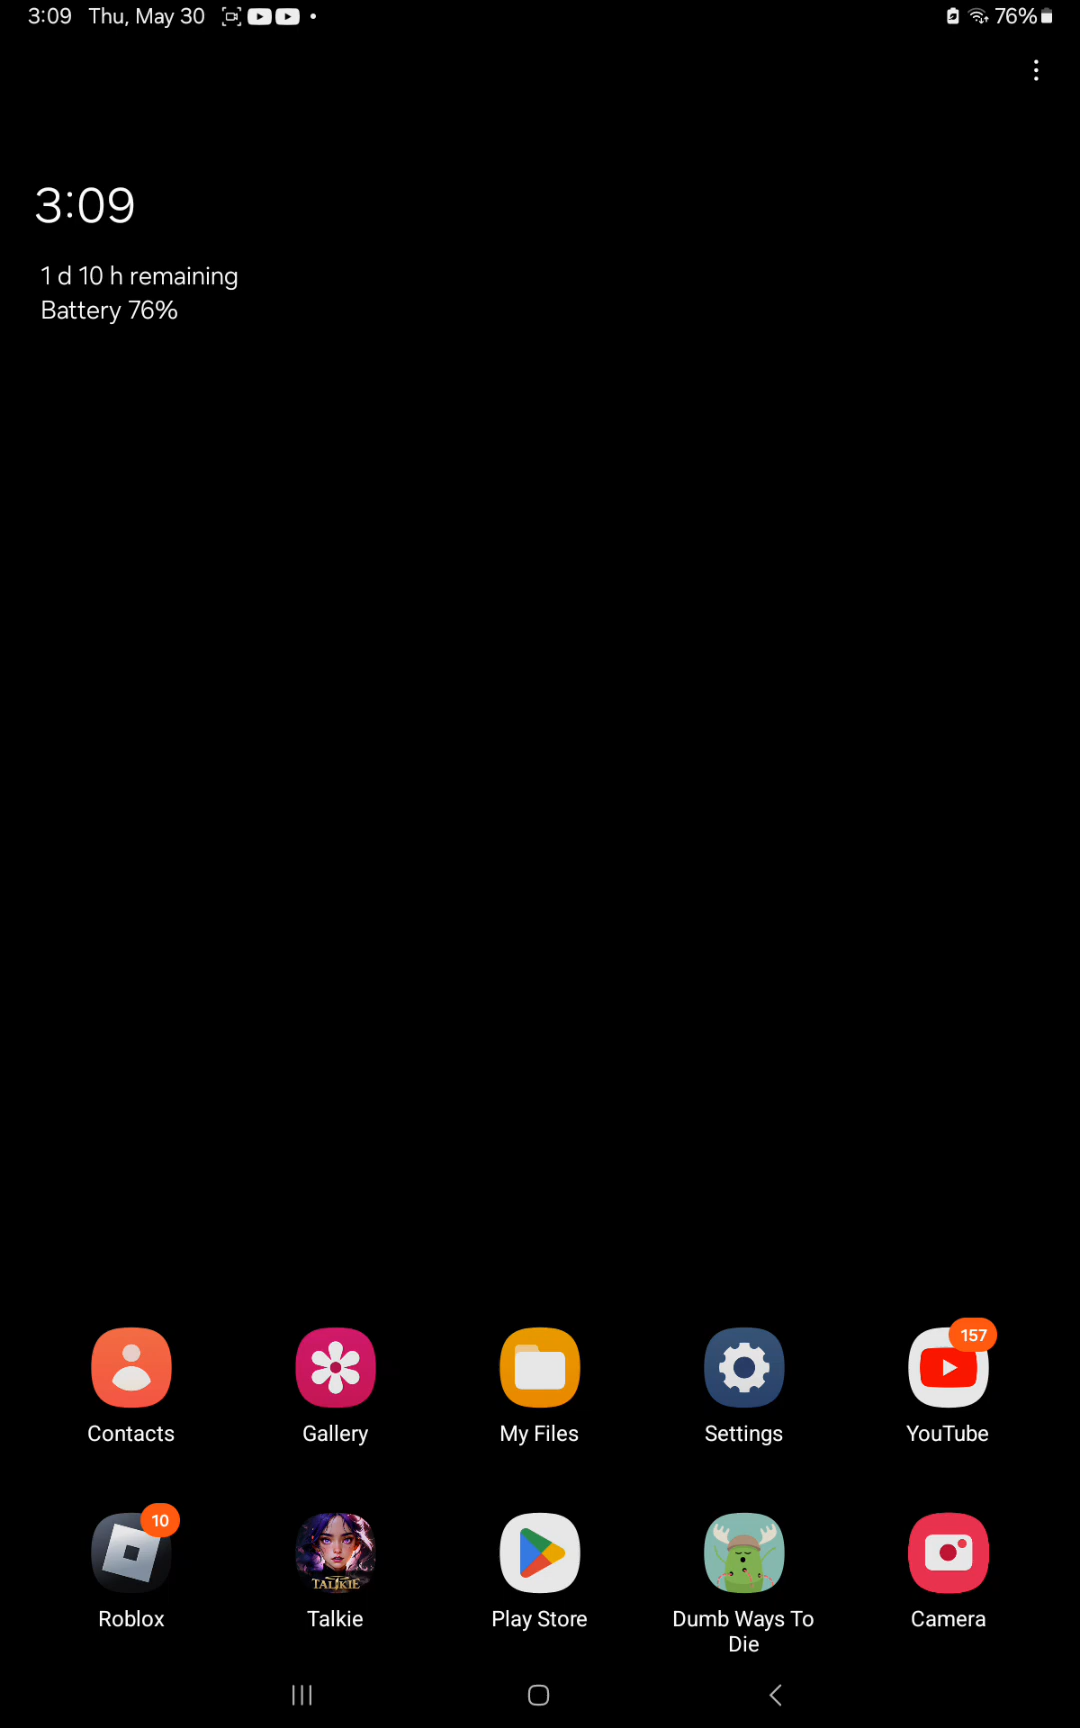 3:09 Thu, May 30
76%
3:09
1 d 10 h remaining
Battery 76%
157
Contacts
Gallery
My Files
Settings
YouTube
10
TALKIE
Roblox
Talkie
Play Store
Dumb Ways To
Die
Camera